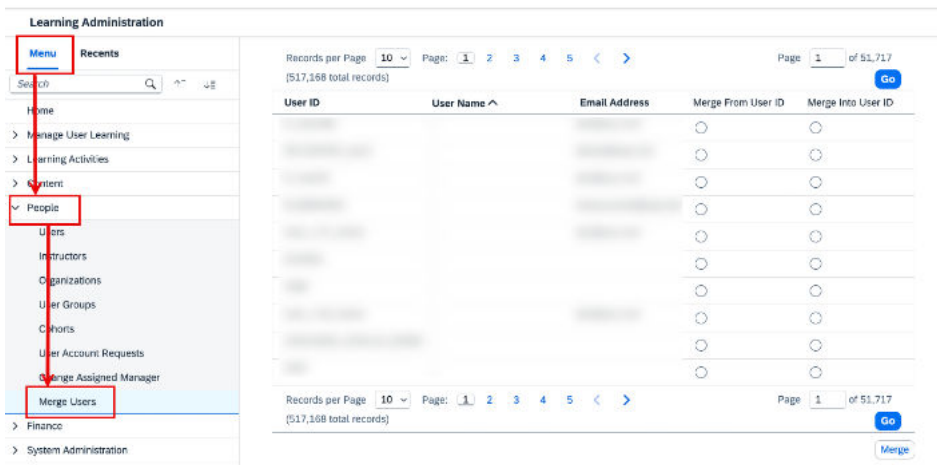 Learning Administration
Menu Recents
Search
Home
Manage User Learning
Learning Activities
Content
People
Users
Instructors
Organizations
User Groups
Cohorts
User Account Requests
Change Assigned Manager
Merge Users
Finance
System Administration
Records per Page 10 Page: 1 2 3 4 5 Page 1 of 51,717
(517,168 total records) Go
User ID User Name Email Address Merge From User ID Merge Into User ID
Records per Page 10 Page: 1 2 3 4 5 Page 1 of 51,717
(517,168 total records) Go
Merge